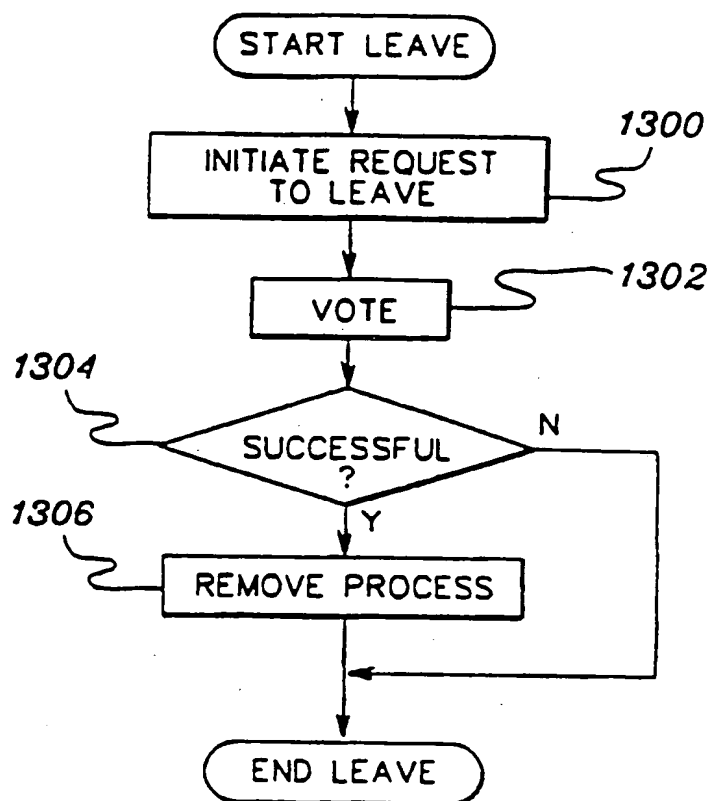 START LEAVE
1300
INITIATE REQUEST
TO LEAVE
1302
VOTE
1304
N
SUCCESSFUL
?
1306
Y
REMOVE PROCESS
END LEAVE